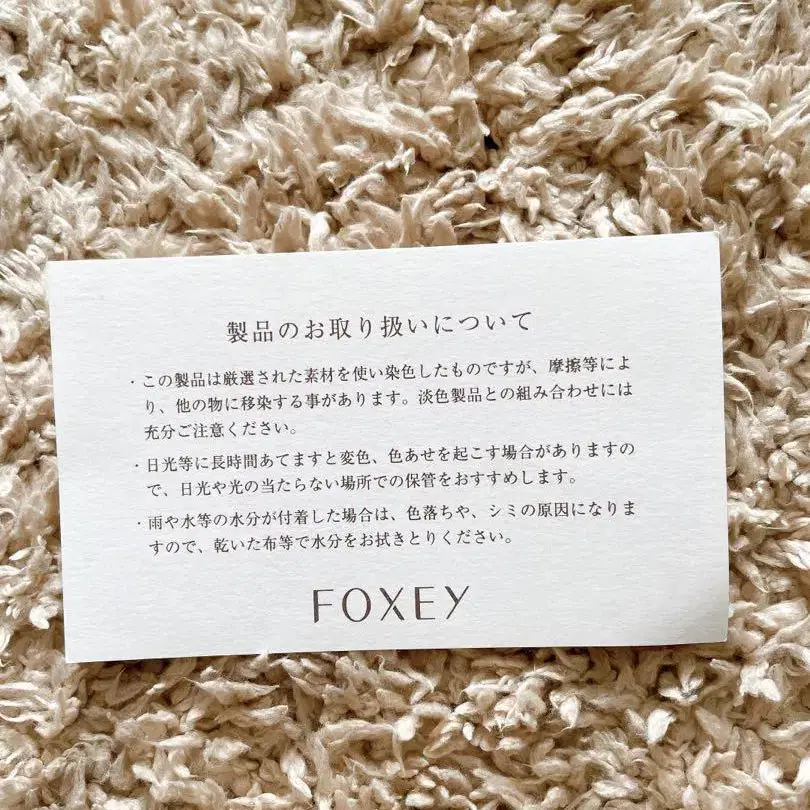 製品のお取り扱いについて
・この製品は厳選された素材を使い染色したものですが、摩擦等によ
り、他の物に移染する事があります。淡色製品との組み合わせには
充分ご注意ください。
・日光等に長時間あてますと変色、色あせを起こす場合がありますの
で、日光や光の当たらない場所での保管をおすすめします。
・雨や水等の水分が付着した場合は、色落ちや、シミの原因になりま
すので、乾いた布等で水分をお拭きとりください。
FOXEY